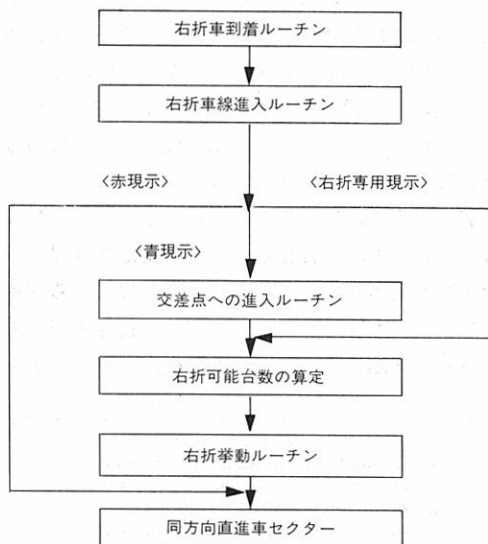 右折車到着ルーチン
右折車線進入ルーチン
〈赤現示〉
〈右折専用現示〉
〈青現示〉
交差点への進入ルーチン
右折可能台数の算定
右折挙動ルーチン
同方向直進車セクター